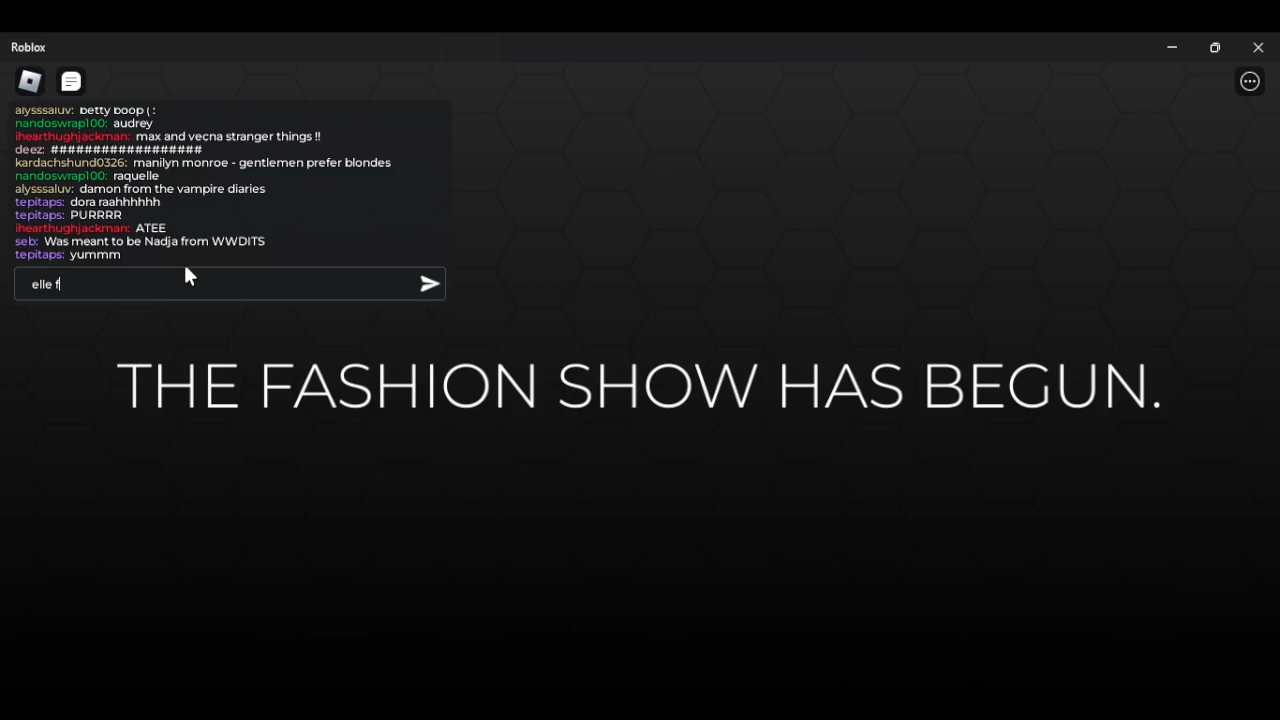 Roblox
alysssaluv: betty boop ( :
nandoswrap100: audrey
ihearthughjackman: max and vecna stranger things !!
deez: ##################
kardachshund0326: manilyn monroe - gentlemen prefer blondes
nandoswrap100: raquelle
alysssaluv: damon from the vampire diaries
tepitaps: dora raahhhhhh
tepitaps: PURRRR
ihearthughjackman: ATEE
seb: Was meant to be Nadja from WWDITS
tepitaps: yummm
elle f
THE FASHION SHOW HAS BEGUN.